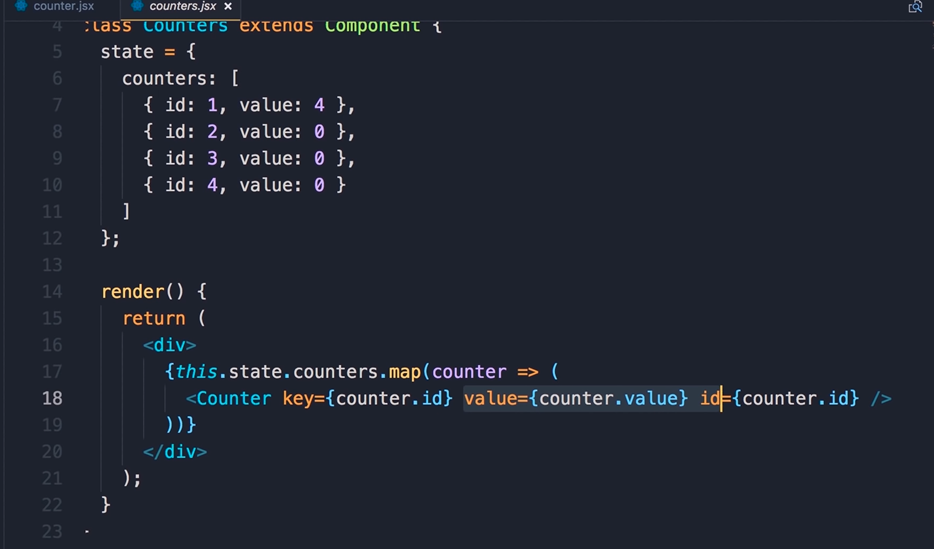 counter.jsx counters.jsx ×
4 class Counters extends Component {
5 state = {
6 counters: [
7 { id: 1, value: 4 },
8 { id: 2, value: 0 },
9 { id: 3, value: 0 },
10 { id: 4, value: 0 }
11 ]
12 };
13
14 render() {
15 return (
16 <div>
17 {this.state.counters.map(counter => (
18 <Counter key={counter.id} value={counter.value} id={counter.id} />
19 ))}
20 </div>
21 );
22 }
23